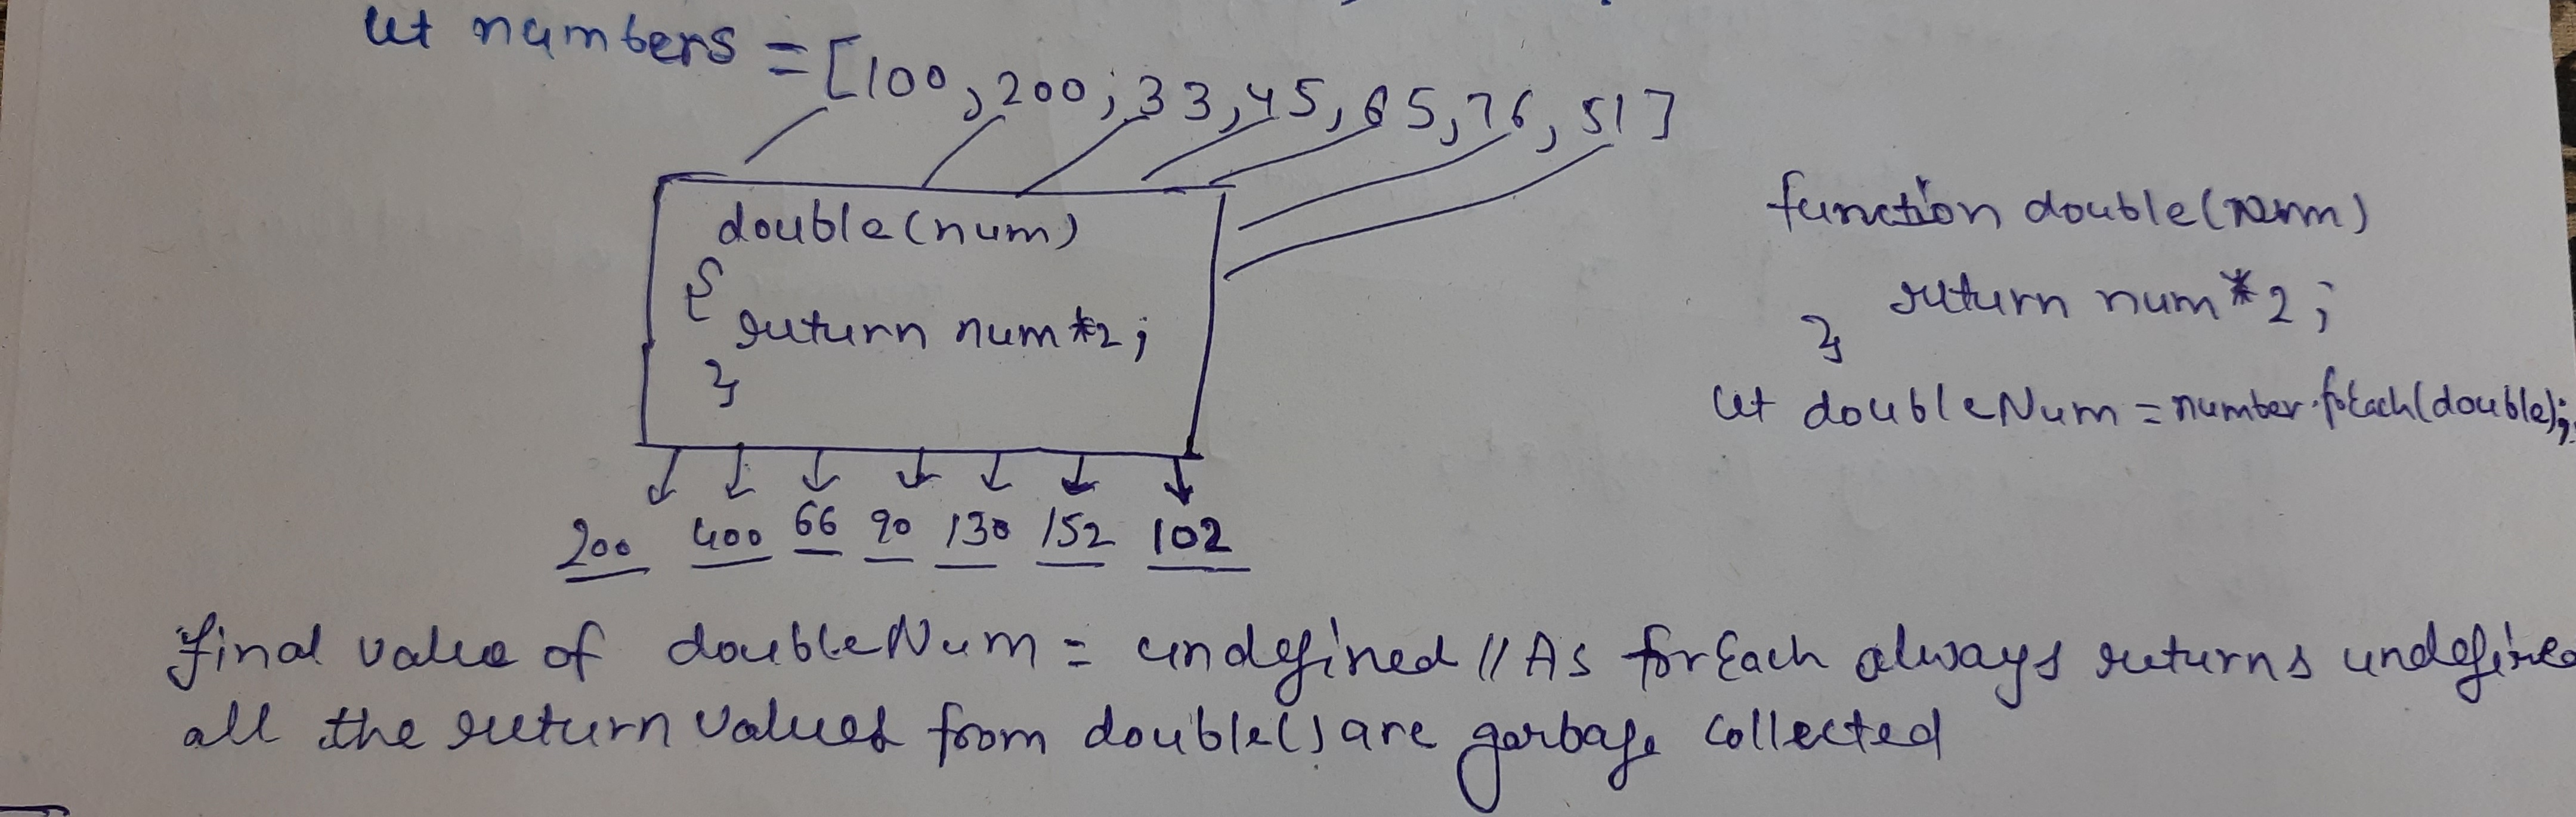 let numbers = [100, 200, 33, 45, 65, 76, 51]
double(num)
{
return num*2;
}
200 400 66 90 130 152 102
function double(num)
return num*2;
}
let doubleNum = number.forEach(double);
final value of doubleNum = undefined // As forEach always returns undefined
all the return values from double() are garbage collected